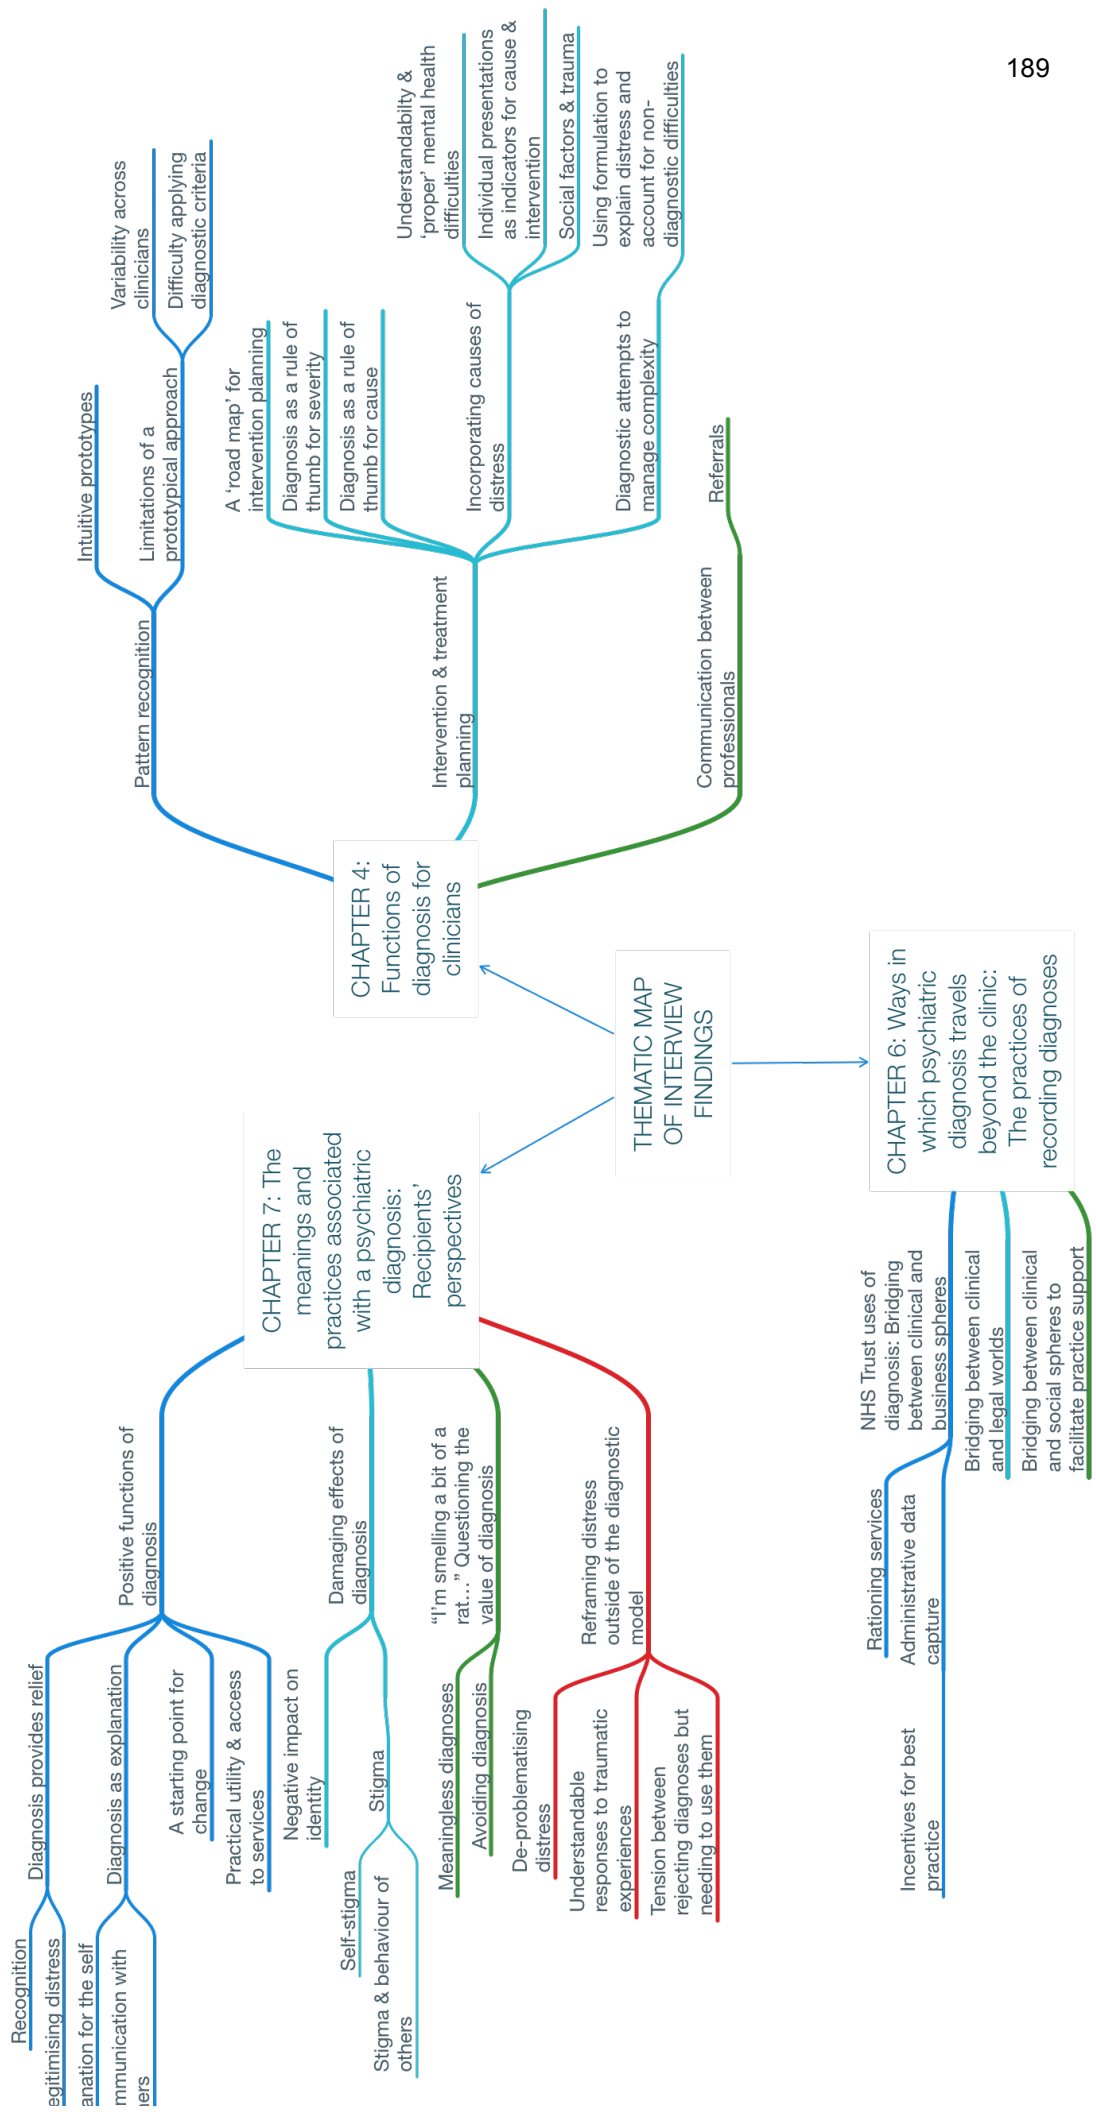 189
THEMATIC MAP
OF INTERVIEW
FINDINGS
CHAPTER 4:
Functions of
diagnosis for
clinicians
Pattern recognition
Intuitive prototypes
Limitations of a
prototypical approach
Variability across
clinicians
Difficulty applying
diagnostic criteria
Intervention & treatment
planning
A ‘road map’ for
intervention planning
Diagnosis as a rule of
thumb for severity
Diagnosis as a rule of
thumb for cause
Incorporating causes of
distress
Understandabilty &
‘proper’ mental health
difficulties
Individual presentations
as indicators for cause &
intervention
Social factors & trauma
Diagnostic attempts to
manage complexity
Using formulation to
explain distress and
account for non-
diagnostic difficulties
Communication between
professionals
Referrals
CHAPTER 7: The
meanings and
practices associated
with a psychiatric
diagnosis:
Recipients’
perspectives
Positive functions of
diagnosis
Diagnosis provides relief
Recognition
egitimising distress
Diagnosis as explanation
anation for the self
mmunication with
ners
A starting point for
change
Practical utility & access
to services
Damaging effects of
diagnosis
Negative impact on
identity
Stigma
Self-stigma
Stigma & behaviour of
others
“I’m smelling a bit of a
rat…” Questioning the
value of diagnosis
Meaningless diagnoses
Avoiding diagnosis
Reframing distress
outside of the diagnostic
model
De-problematising
distress
Understandable
responses to traumatic
experiences
Tension between
rejecting diagnoses but
needing to use them
CHAPTER 6: Ways in
which psychiatric
diagnosis travels
beyond the clinic:
The practices of
recording diagnoses
NHS Trust uses of
diagnosis: Bridging
between clinical and
business spheres
Rationing services
Administrative data
capture
Incentives for best
practice
Bridging between clinical
and legal worlds
Bridging between clinical
and social spheres to
facilitate practice support